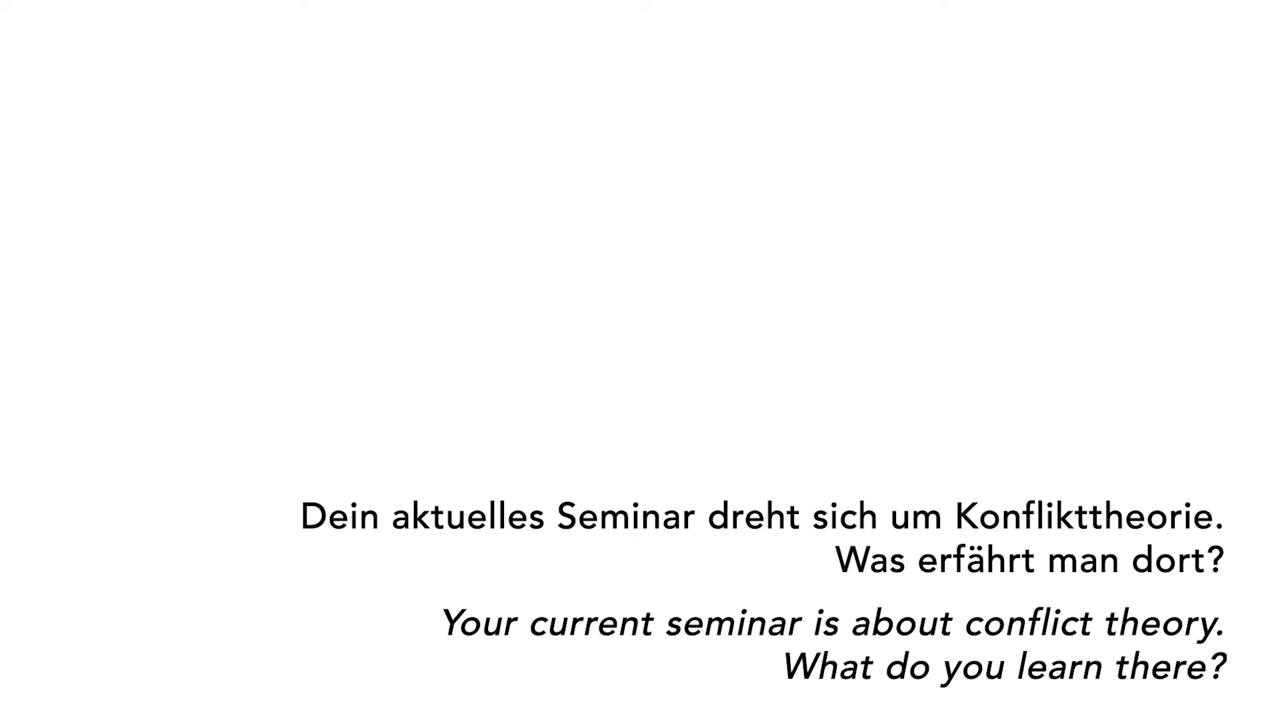 Dein aktuelles Seminar dreht sich um Konflikttheorie.
Was erfährt man dort?
Your current seminar is about conflict theory.
What do you learn there?